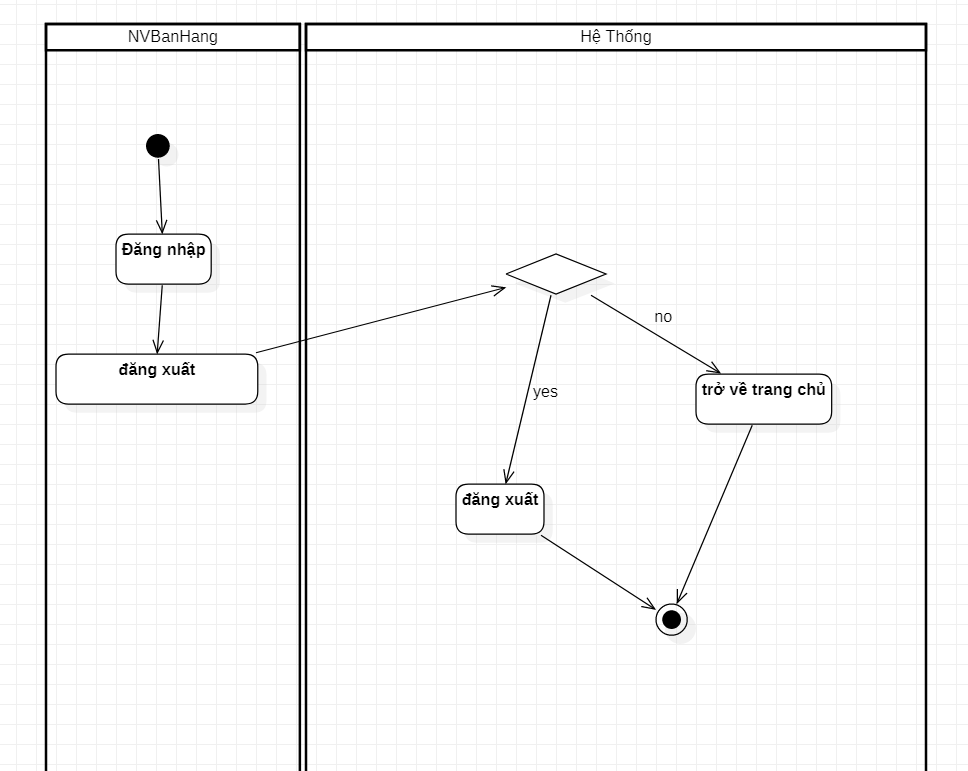 NVBanHang
Hệ Thống
Đăng nhập
đăng xuất
no
yes
trở về trang chủ
đăng xuất